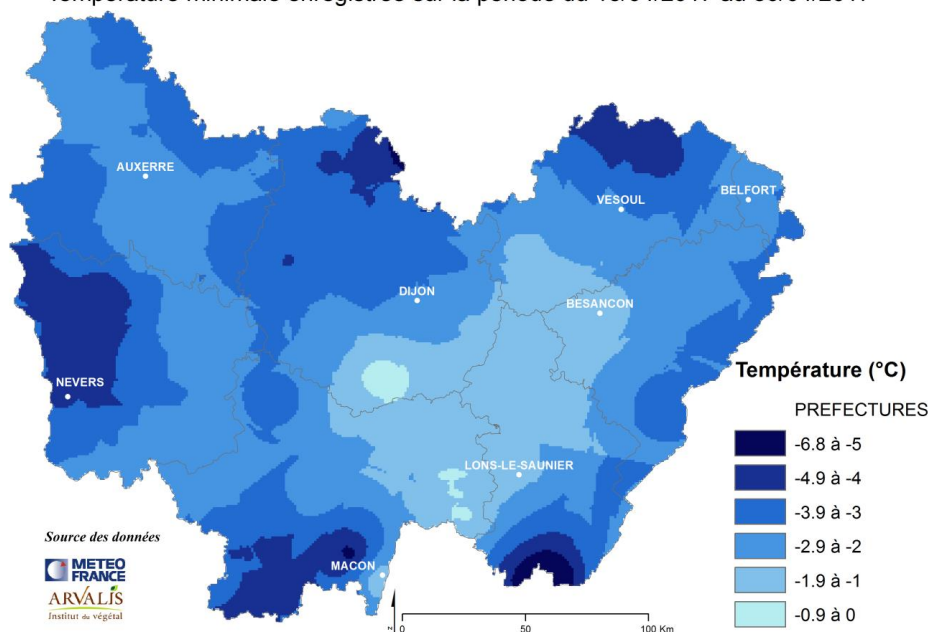 AUXERRE
VESOUL
BELFORT
DIJON
BESANCON
NEVERS
LONS-LE-SAUNIER
MACON
Température (°C)
PREFECTURES
-6.8 à -5
-4.9 à -4
-3.9 à -3
-2.9 à -2
-1.9 à -1
-0.9 à 0
Source des données
METEO
FRANCE
ARVALIS
Institut du végétal
0 50 100 Km